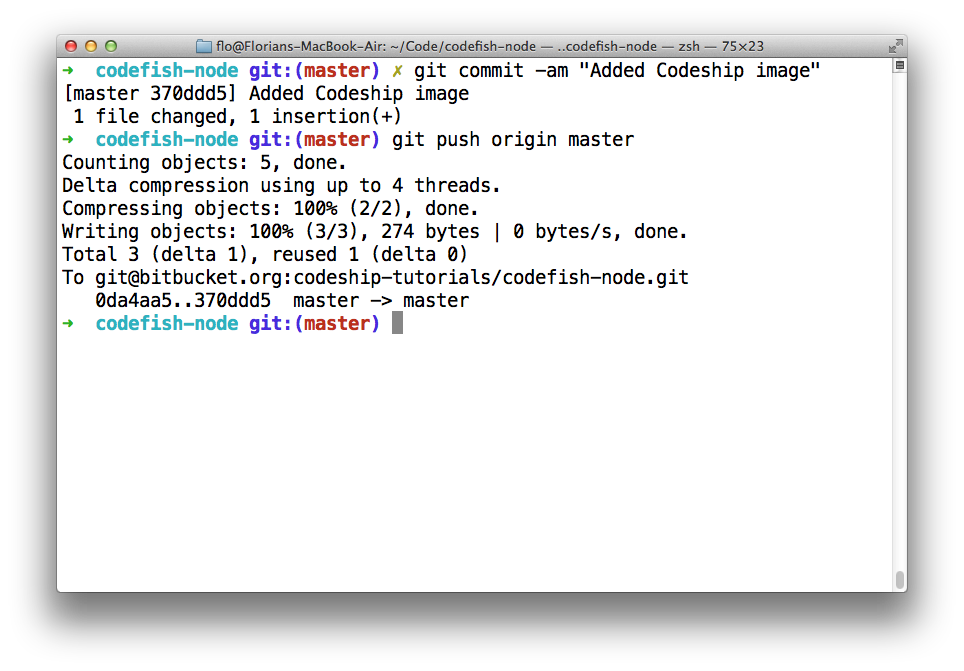 flo@Florians-MacBook-Air: ~/Code/codefish-node — ..codefish-node — zsh — 75×23
➜  codefish-node git:(master) ✗ git commit -am "Added Codeship image"
[master 370ddd5] Added Codeship image
 1 file changed, 1 insertion(+)
➜  codefish-node git:(master) git push origin master
Counting objects: 5, done.
Delta compression using up to 4 threads.
Compressing objects: 100% (2/2), done.
Writing objects: 100% (3/3), 274 bytes | 0 bytes/s, done.
Total 3 (delta 1), reused 1 (delta 0)
To git@bitbucket.org:codeship-tutorials/codefish-node.git
   0da4aa5..370ddd5  master -> master
➜  codefish-node git:(master)